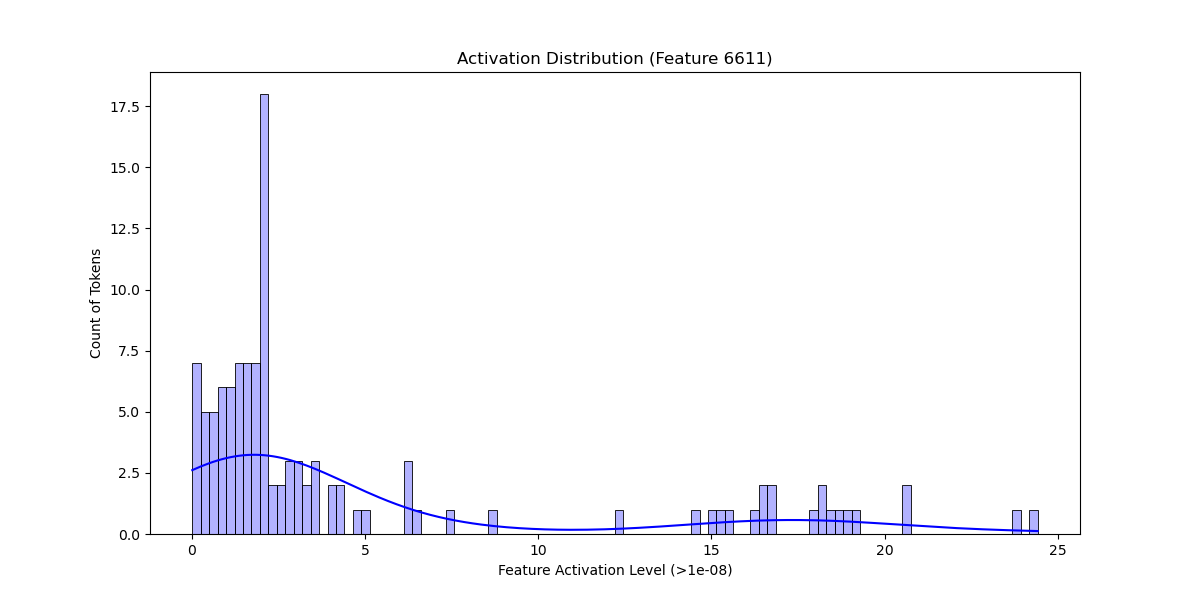 Activation Distribution (Feature 6611)
17.5
15.0
12.5
10.0
7.5
5.0
2.5
0.0
Count of Tokens
0 5 10 15 20 25
Feature Activation Level (>1e-08)